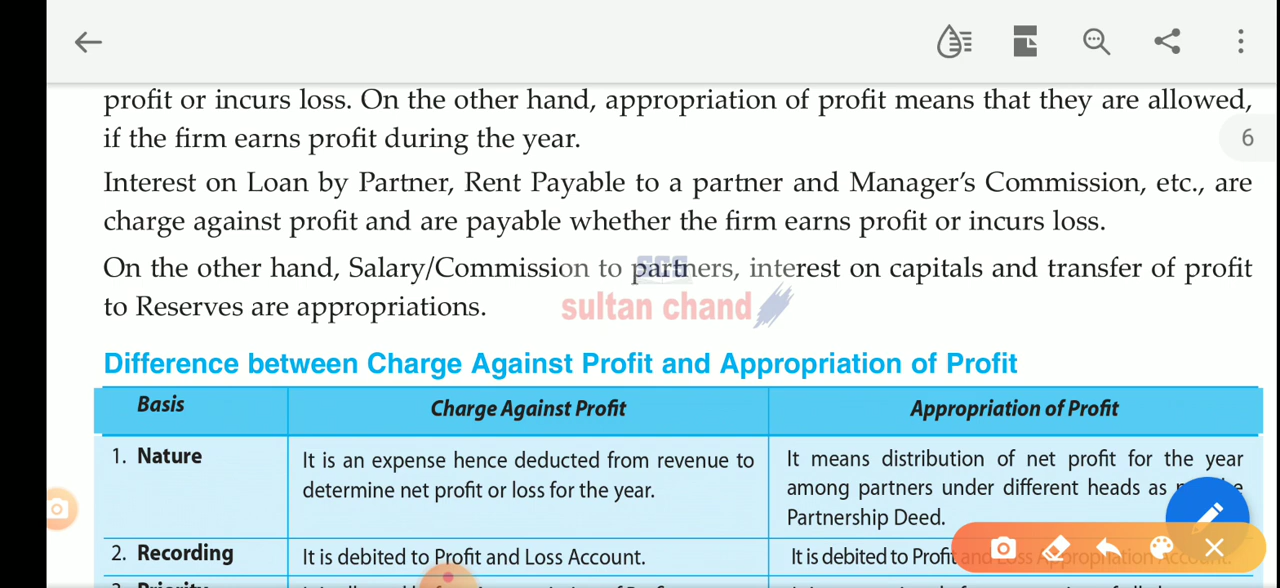 profit or incurs loss. On the other hand, appropriation of profit means that they are allowed,
if the firm earns profit during the year.
6
Interest on Loan by Partner, Rent Payable to a partner and Manager's Commission, etc., are
charge against profit and are payable whether the firm earns profit or incurs loss.
On the other hand, Salary/Commission to partners, interest on capitals and transfer of profit
to Reserves are appropriations.
sultan chand
Difference between Charge Against Profit and Appropriation of Profit
Basis Charge Against Profit Appropriation of Profit
1. Nature
It is an expense hence deducted from revenue to
determine net profit or loss for the year.
It means distribution of net profit for the year
among partners under different heads as
Partnership Deed.
2. Recording It is debited to Profit and Loss Account. It is debited to Profit and Loss Appropriation Account.